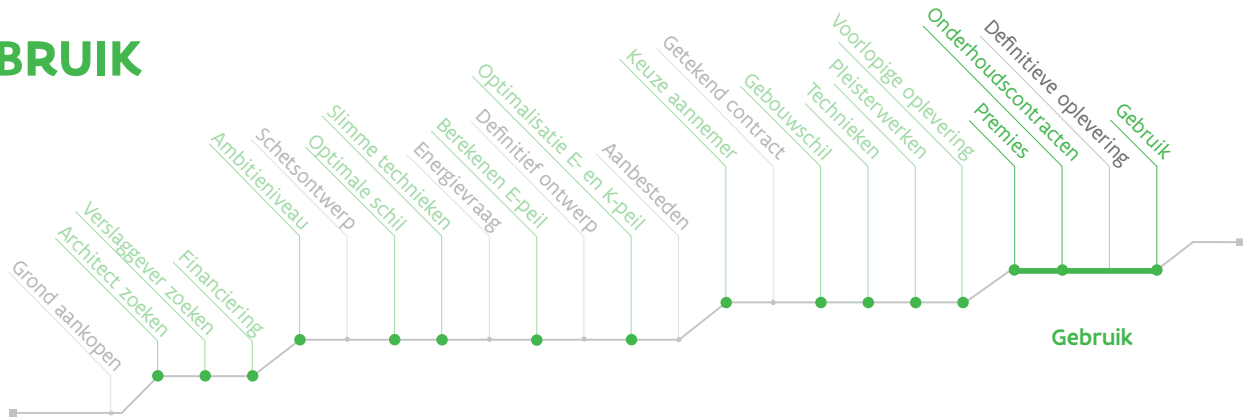 BRUIK
Grond aankopen
Architect zoeken
Verslaggever zoeken
Financiering
Ambitieniveau
Schetsontwerp
Optimale schil
Slimme technieken
Energievraag
Berekenen E-peil
Definitief ontwerp
Optimalisatie E- en K-peil
Aanbesteden
Keuze aannemer
Getekend contract
Gebouwschil
Technieken
Pleisterwerken
Voorlopige oplevering
Premies
Onderhoudscontracten
Definitieve oplevering
Gebruik
Gebruik